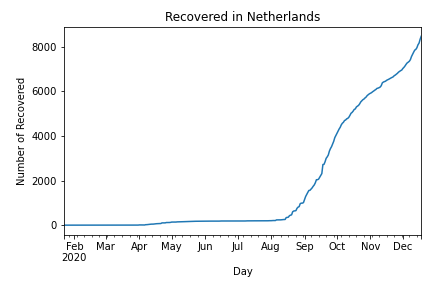 Recovered in Netherlands
Number of Recovered
8000
6000
4000
2000
0
Feb Mar Apr May Jun Jul Aug Sep Oct Nov Dec
2020
Day